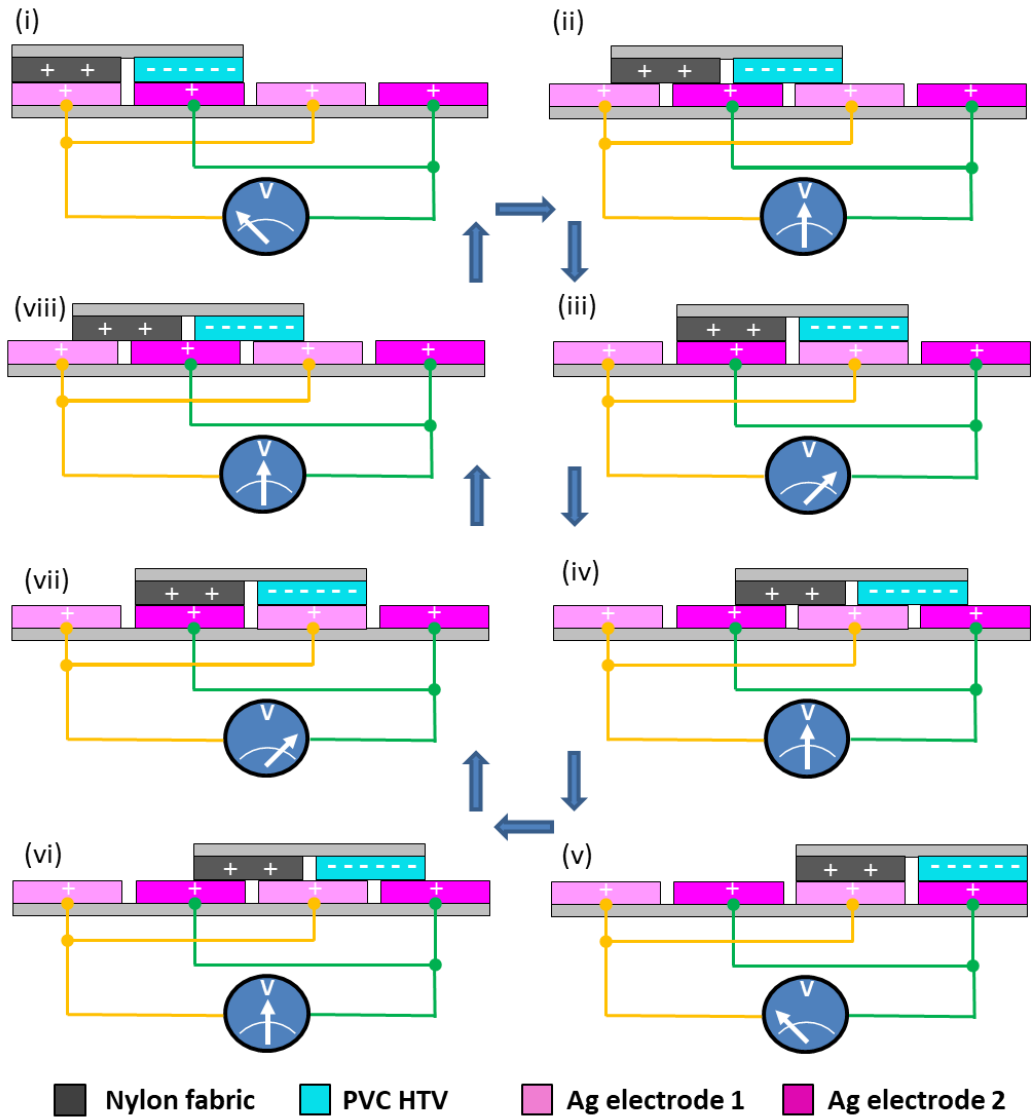 (i)
(ii)
+ +
- - - - - -
+ +
- - - - - -
+ + + +
+ + + +
V
V
(viii)
(iii)
+ +
- - - - - -
+ +
- - - - - -
+ + + +
+ + + +
V
V
(vii)
(iv)
+ +
- - - - - -
+ +
- - - - - -
+ + + +
+ + + +
V
V
(vi)
(v)
+ +
- - - - - -
+ +
- - - - - -
+ + + +
+ + + +
V
V
Nylon fabric PVC HTV Ag electrode 1 Ag electrode 2